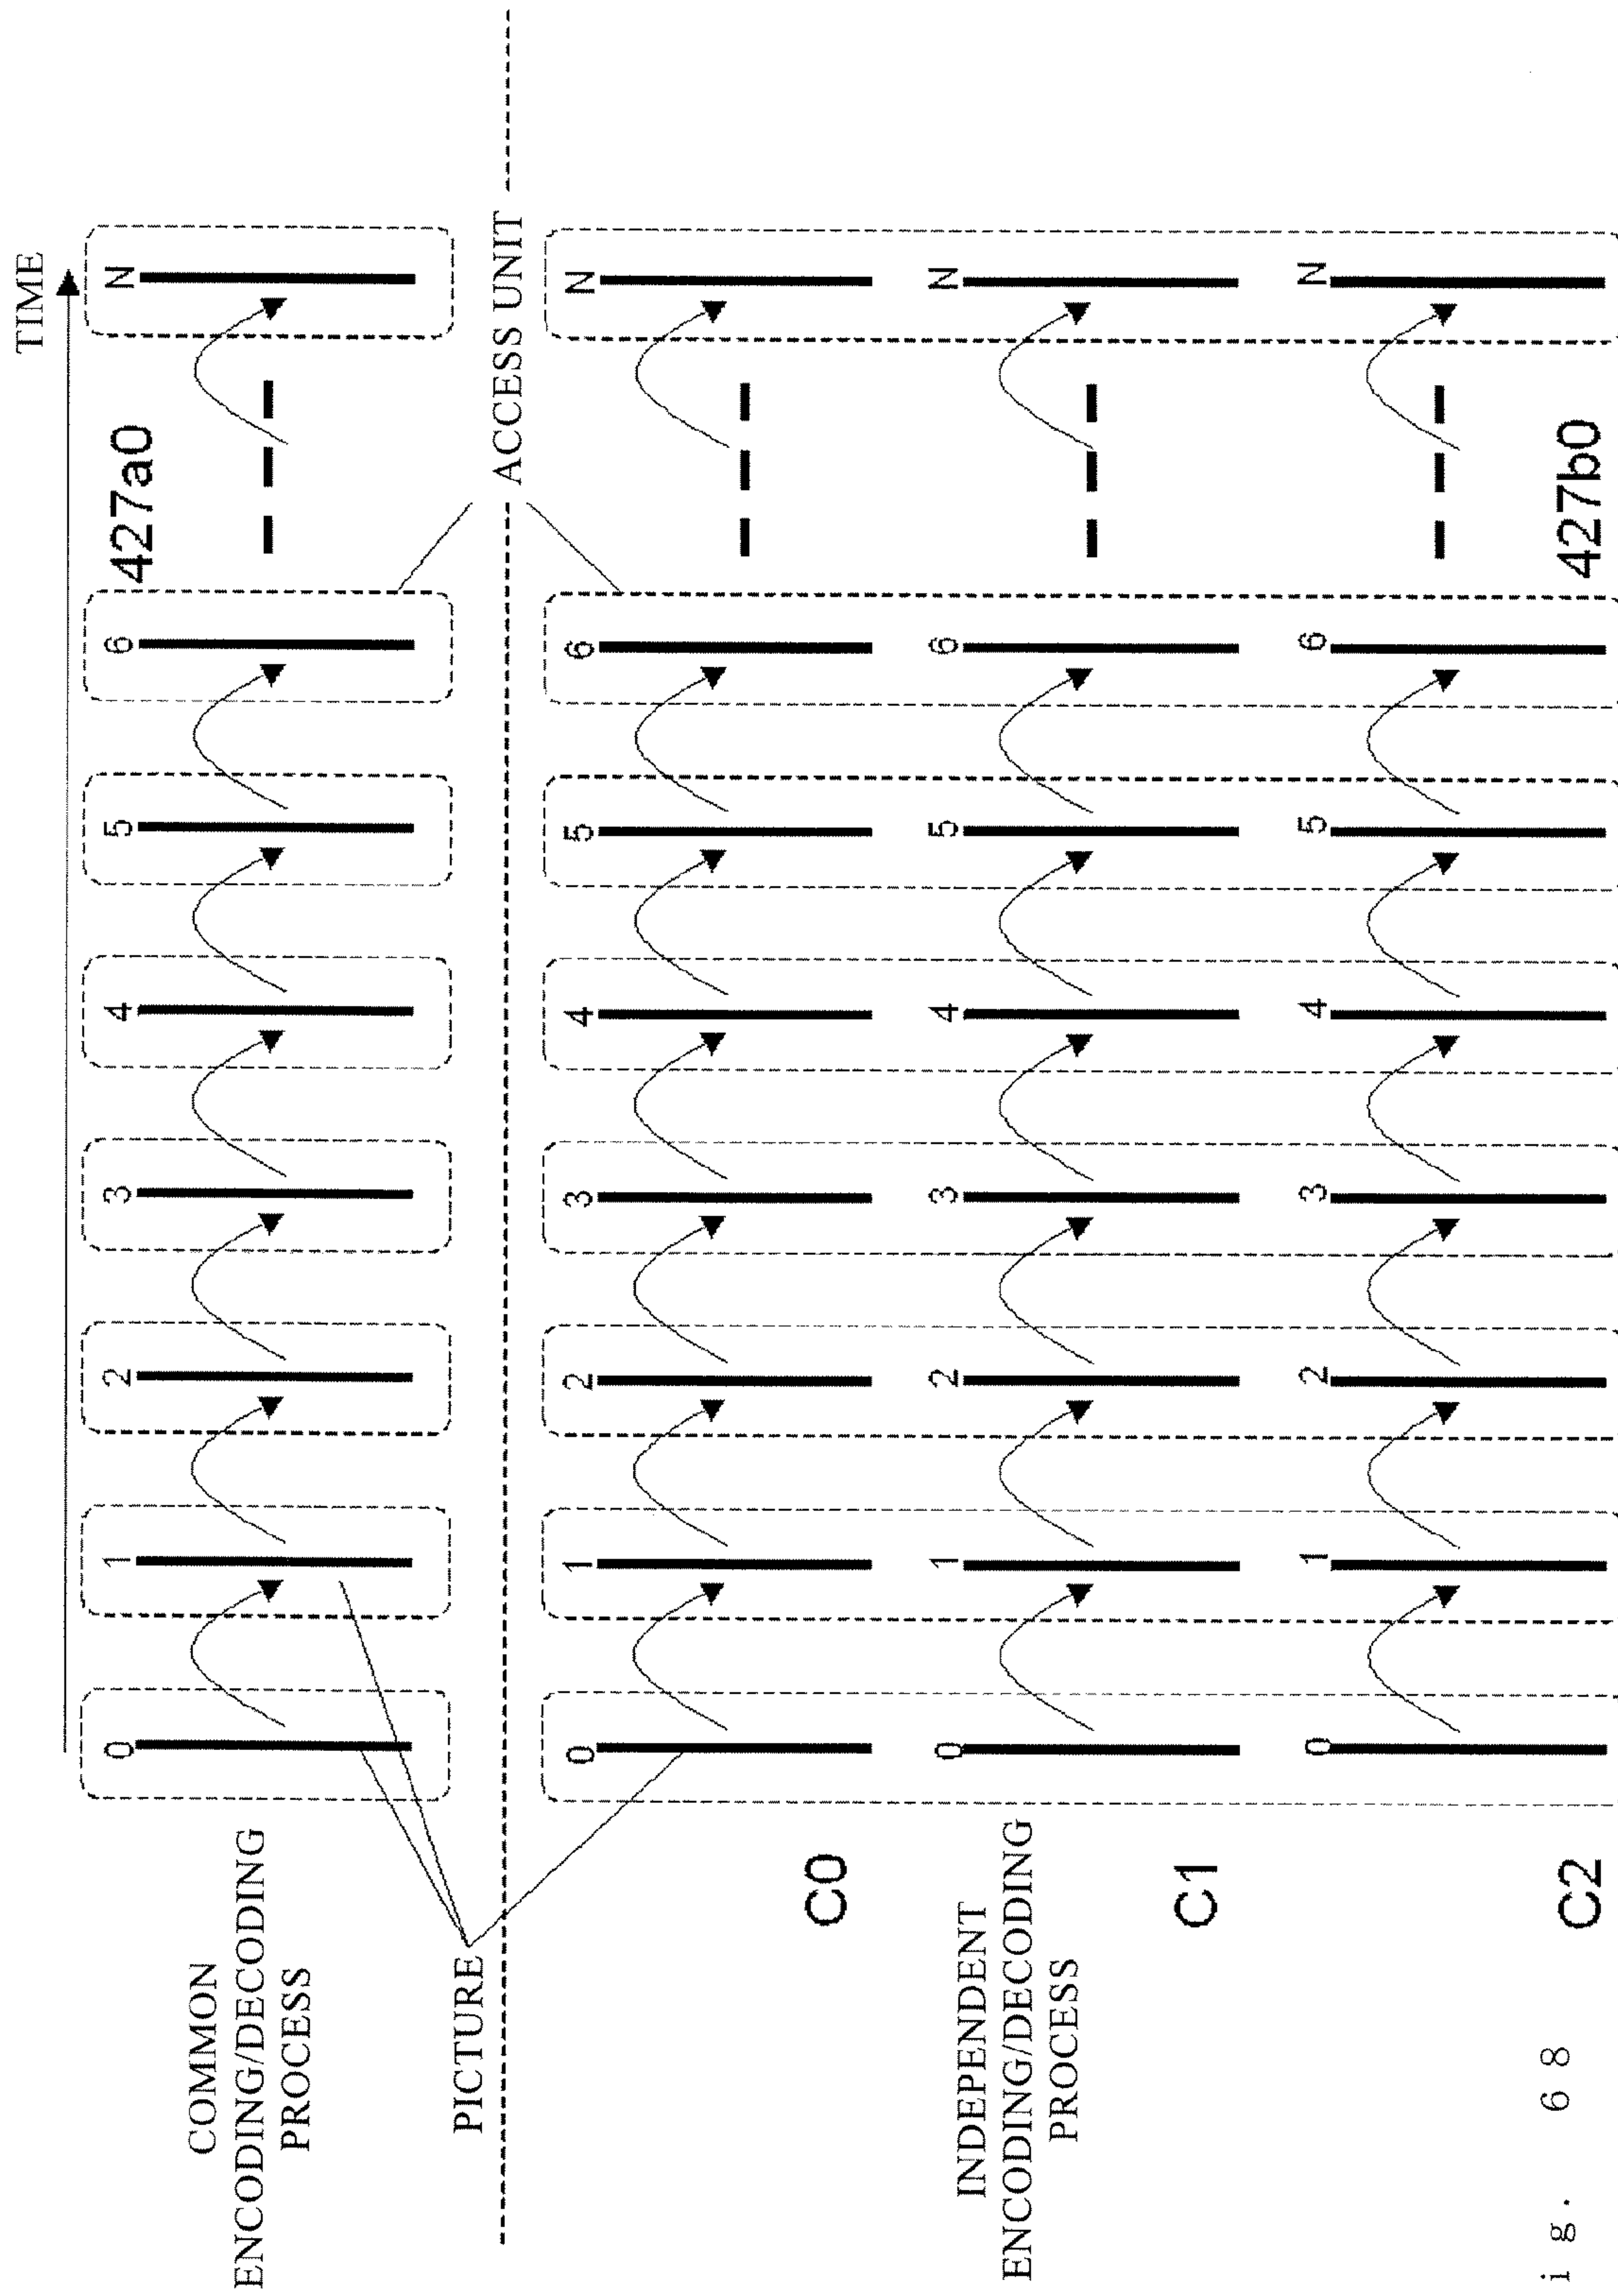 TIME
427a0
0 1 2 3 4 5 6 N
COMMON
ENCODING/DECODING
PROCESS
PICTURE
ACCESS UNIT
0 1 2 3 4 5 6 N
C0
INDEPENDENT
ENCODING/DECODING
PROCESS
0 1 2 3 4 5 6 N
C1
0 1 2 3 4 5 6 N
C2
427b0
ig. 68